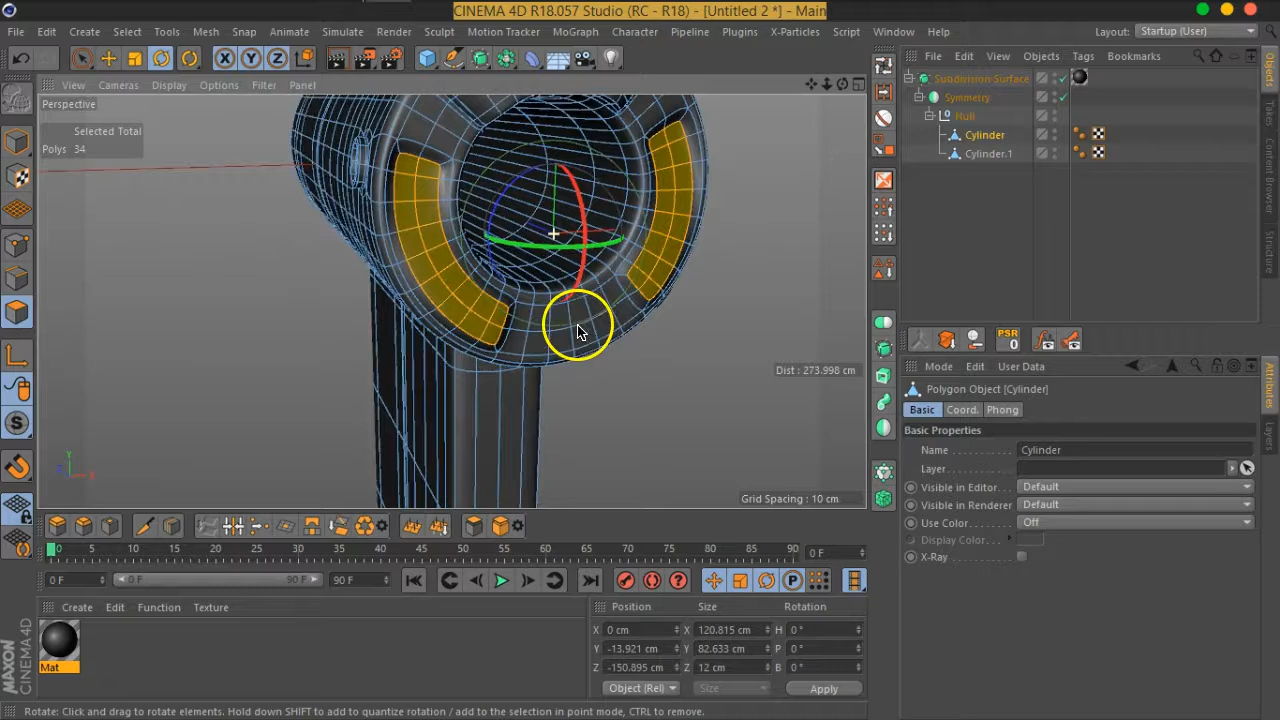 CINEMA 4D R18.057 Studio (RC - R18) - [Untitled 2 *] - Main
File Edit Create Select Tools Mesh Snap Animate Simulate Render Sculpt Motion Tracker MoGraph Character Pipeline Plugins X-Particles Script Window Help Layout: Startup (User)
X Y Z
View Cameras Display Options Filter Panel
File Edit View Objects Tags Bookmarks
Perspective
Selected Total
Polys 34
Subdivision Surface
Symmetry
Null
Cylinder
Cylinder.1
Objects
Takes
Content Browser
Attributes
Layers
PSR
0
Mode Edit User Data
Dist : 273.998 cm
Polygon Object [Cylinder]
Basic Coord. Phong
Basic Properties
Name Cylinder
Layer
Visible in Editor Default
Visible in Renderer Default
Use Color Off
Display Color
X-Ray
Grid Spacing : 10 cm
Y
X
Z
S
0 5 10 15 20 25 30 35 40 45 50 55 60 65 70 75 80 85 90 0 F
0 F 0 F 90 F 90 F
P
Create Edit Function Texture
Mat
Position Size Rotation
X 0 cm X 120.815 cm H 0 °
Y -13.921 cm Y 82.633 cm P 0 °
Z -150.895 cm Z 12 cm B 0 °
Object (Rel) Size Apply
MAXON
CINEMA 4D
Rotate: Click and drag to rotate elements. Hold down SHIFT to add to quantize rotation / add to the selection in point mode, CTRL to remove.